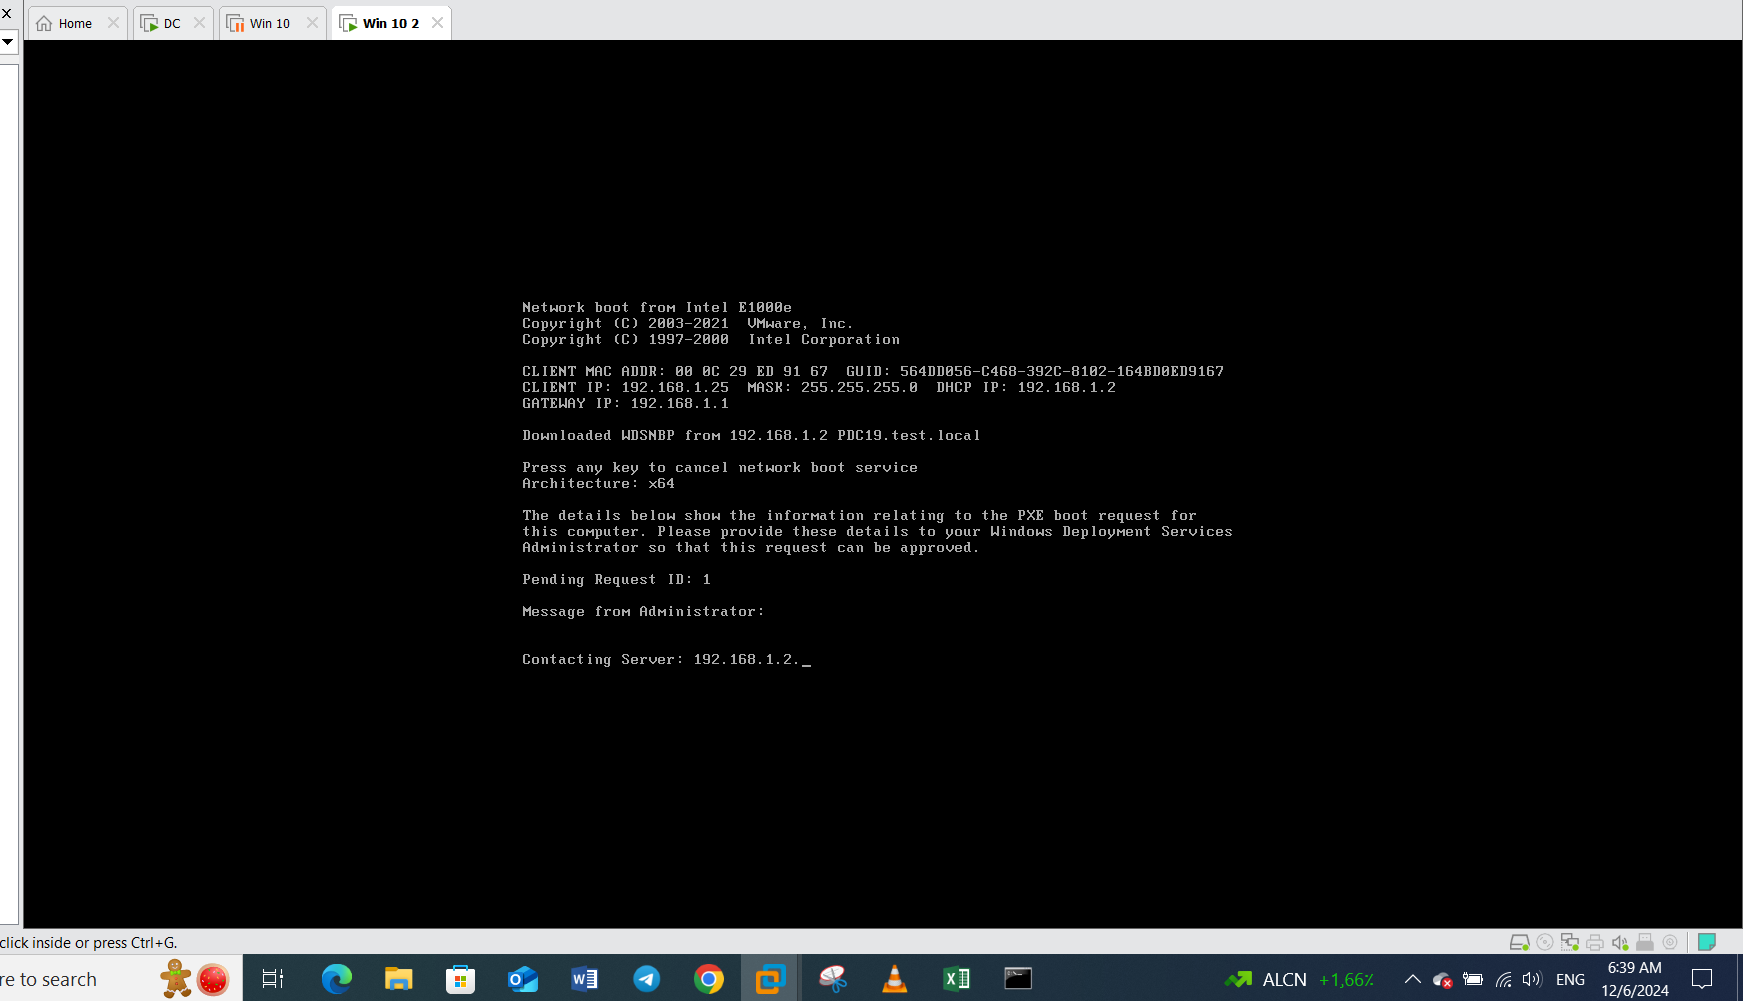 Home
DC
Win 10
Win 10 2
Network boot from Intel E1000e
Copyright (C) 2003-2021  VMware, Inc.
Copyright (C) 1997-2000  Intel Corporation
CLIENT MAC ADDR: 00 0C 29 ED 91 67  GUID: 564DD056-C468-392C-8102-164BD0ED9167
CLIENT IP: 192.168.1.25  MASK: 255.255.255.0  DHCP IP: 192.168.1.2
GATEWAY IP: 192.168.1.1
Downloaded WDSNBP from 192.168.1.2 PDC19.test.local
Press any key to cancel network boot service
Architecture: x64
The details below show the information relating to the PXE boot request for
this computer. Please provide these details to your Windows Deployment Services
Administrator so that this request can be approved.
Pending Request ID: 1
Message from Administrator:
Contacting Server: 192.168.1.2._
click inside or press Ctrl+G.
re to search
ALCN +1,66%
ENG
6:39 AM
12/6/2024